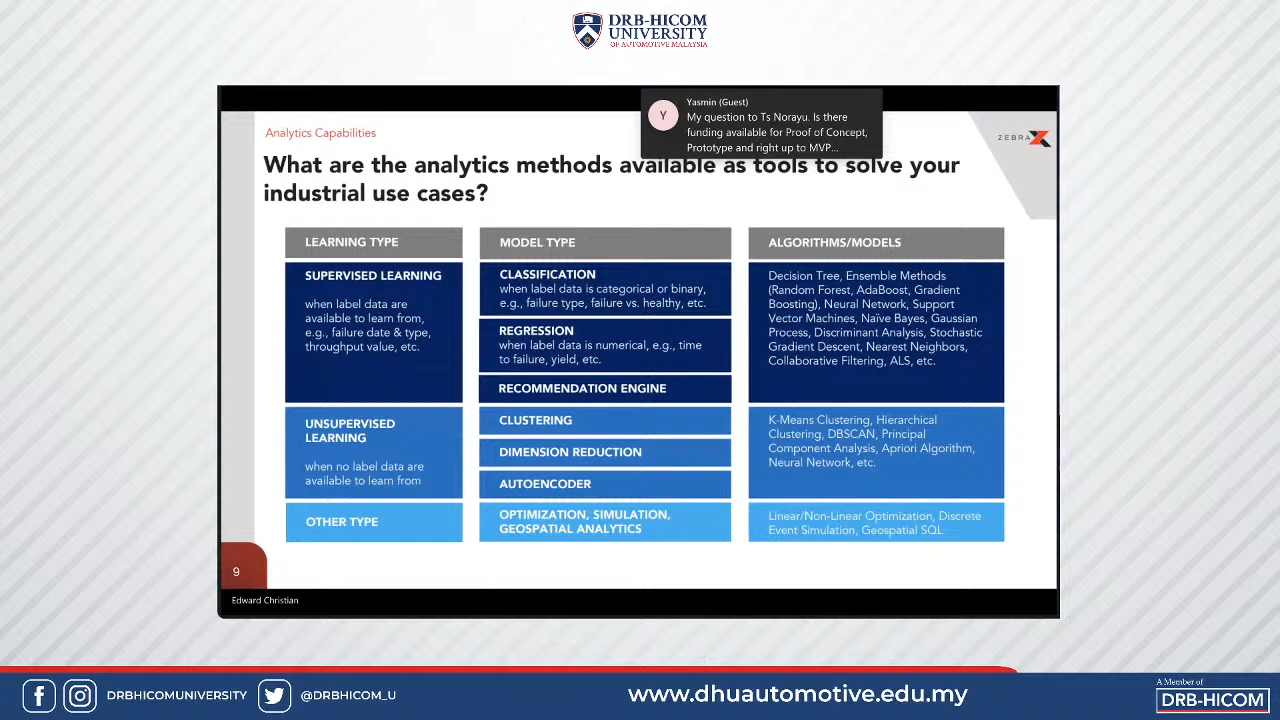 DRB-HICOM
UNIVERSITY
OF AUTOMOTIVE MALAYSIA
Y
Yasmin (Guest)
My question to Ts Norayu. Is there
funding available for Proof of Concept,
Prototype and right up to MVP...
Analytics Capabilities
ZEBRA
What are the analytics methods available as tools to solve your
industrial use cases?
LEARNING TYPE
MODEL TYPE
ALGORITHMS/MODELS
SUPERVISED LEARNING
when label data are
available to learn from,
e.g., failure date & type,
throughput value, etc.
CLASSIFICATION
when label data is categorical or binary,
e.g., failure type, failure vs. healthy, etc.
REGRESSION
when label data is numerical, e.g., time
to failure, yield, etc.
RECOMMENDATION ENGINE
Decision Tree, Ensemble Methods
(Random Forest, AdaBoost, Gradient
Boosting), Neural Network, Support
Vector Machines, Naïve Bayes, Gaussian
Process, Discriminant Analysis, Stochastic
Gradient Descent, Nearest Neighbors,
Collaborative Filtering, ALS, etc.
UNSUPERVISED
LEARNING
when no label data are
available to learn from
CLUSTERING
DIMENSION REDUCTION
AUTOENCODER
K-Means Clustering, Hierarchical
Clustering, DBSCAN, Principal
Component Analysis, Apriori Algorithm,
Neural Network, etc.
OTHER TYPE
OPTIMIZATION, SIMULATION,
GEOSPATIAL ANALYTICS
Linear/Non-Linear Optimization, Discrete
Event Simulation, Geospatial SQL
9
Edward Christian
DRBHICOMUNIVERSITY
@DRBHICOM_U
www.dhuautomotive.edu.my
A Member of
DRB-HICOM